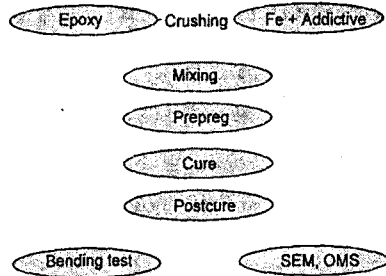 Epoxy Crushing Fe + Addictive
Mixing
Prepreg
Cure
Postcure
Bending test SEM, OMS